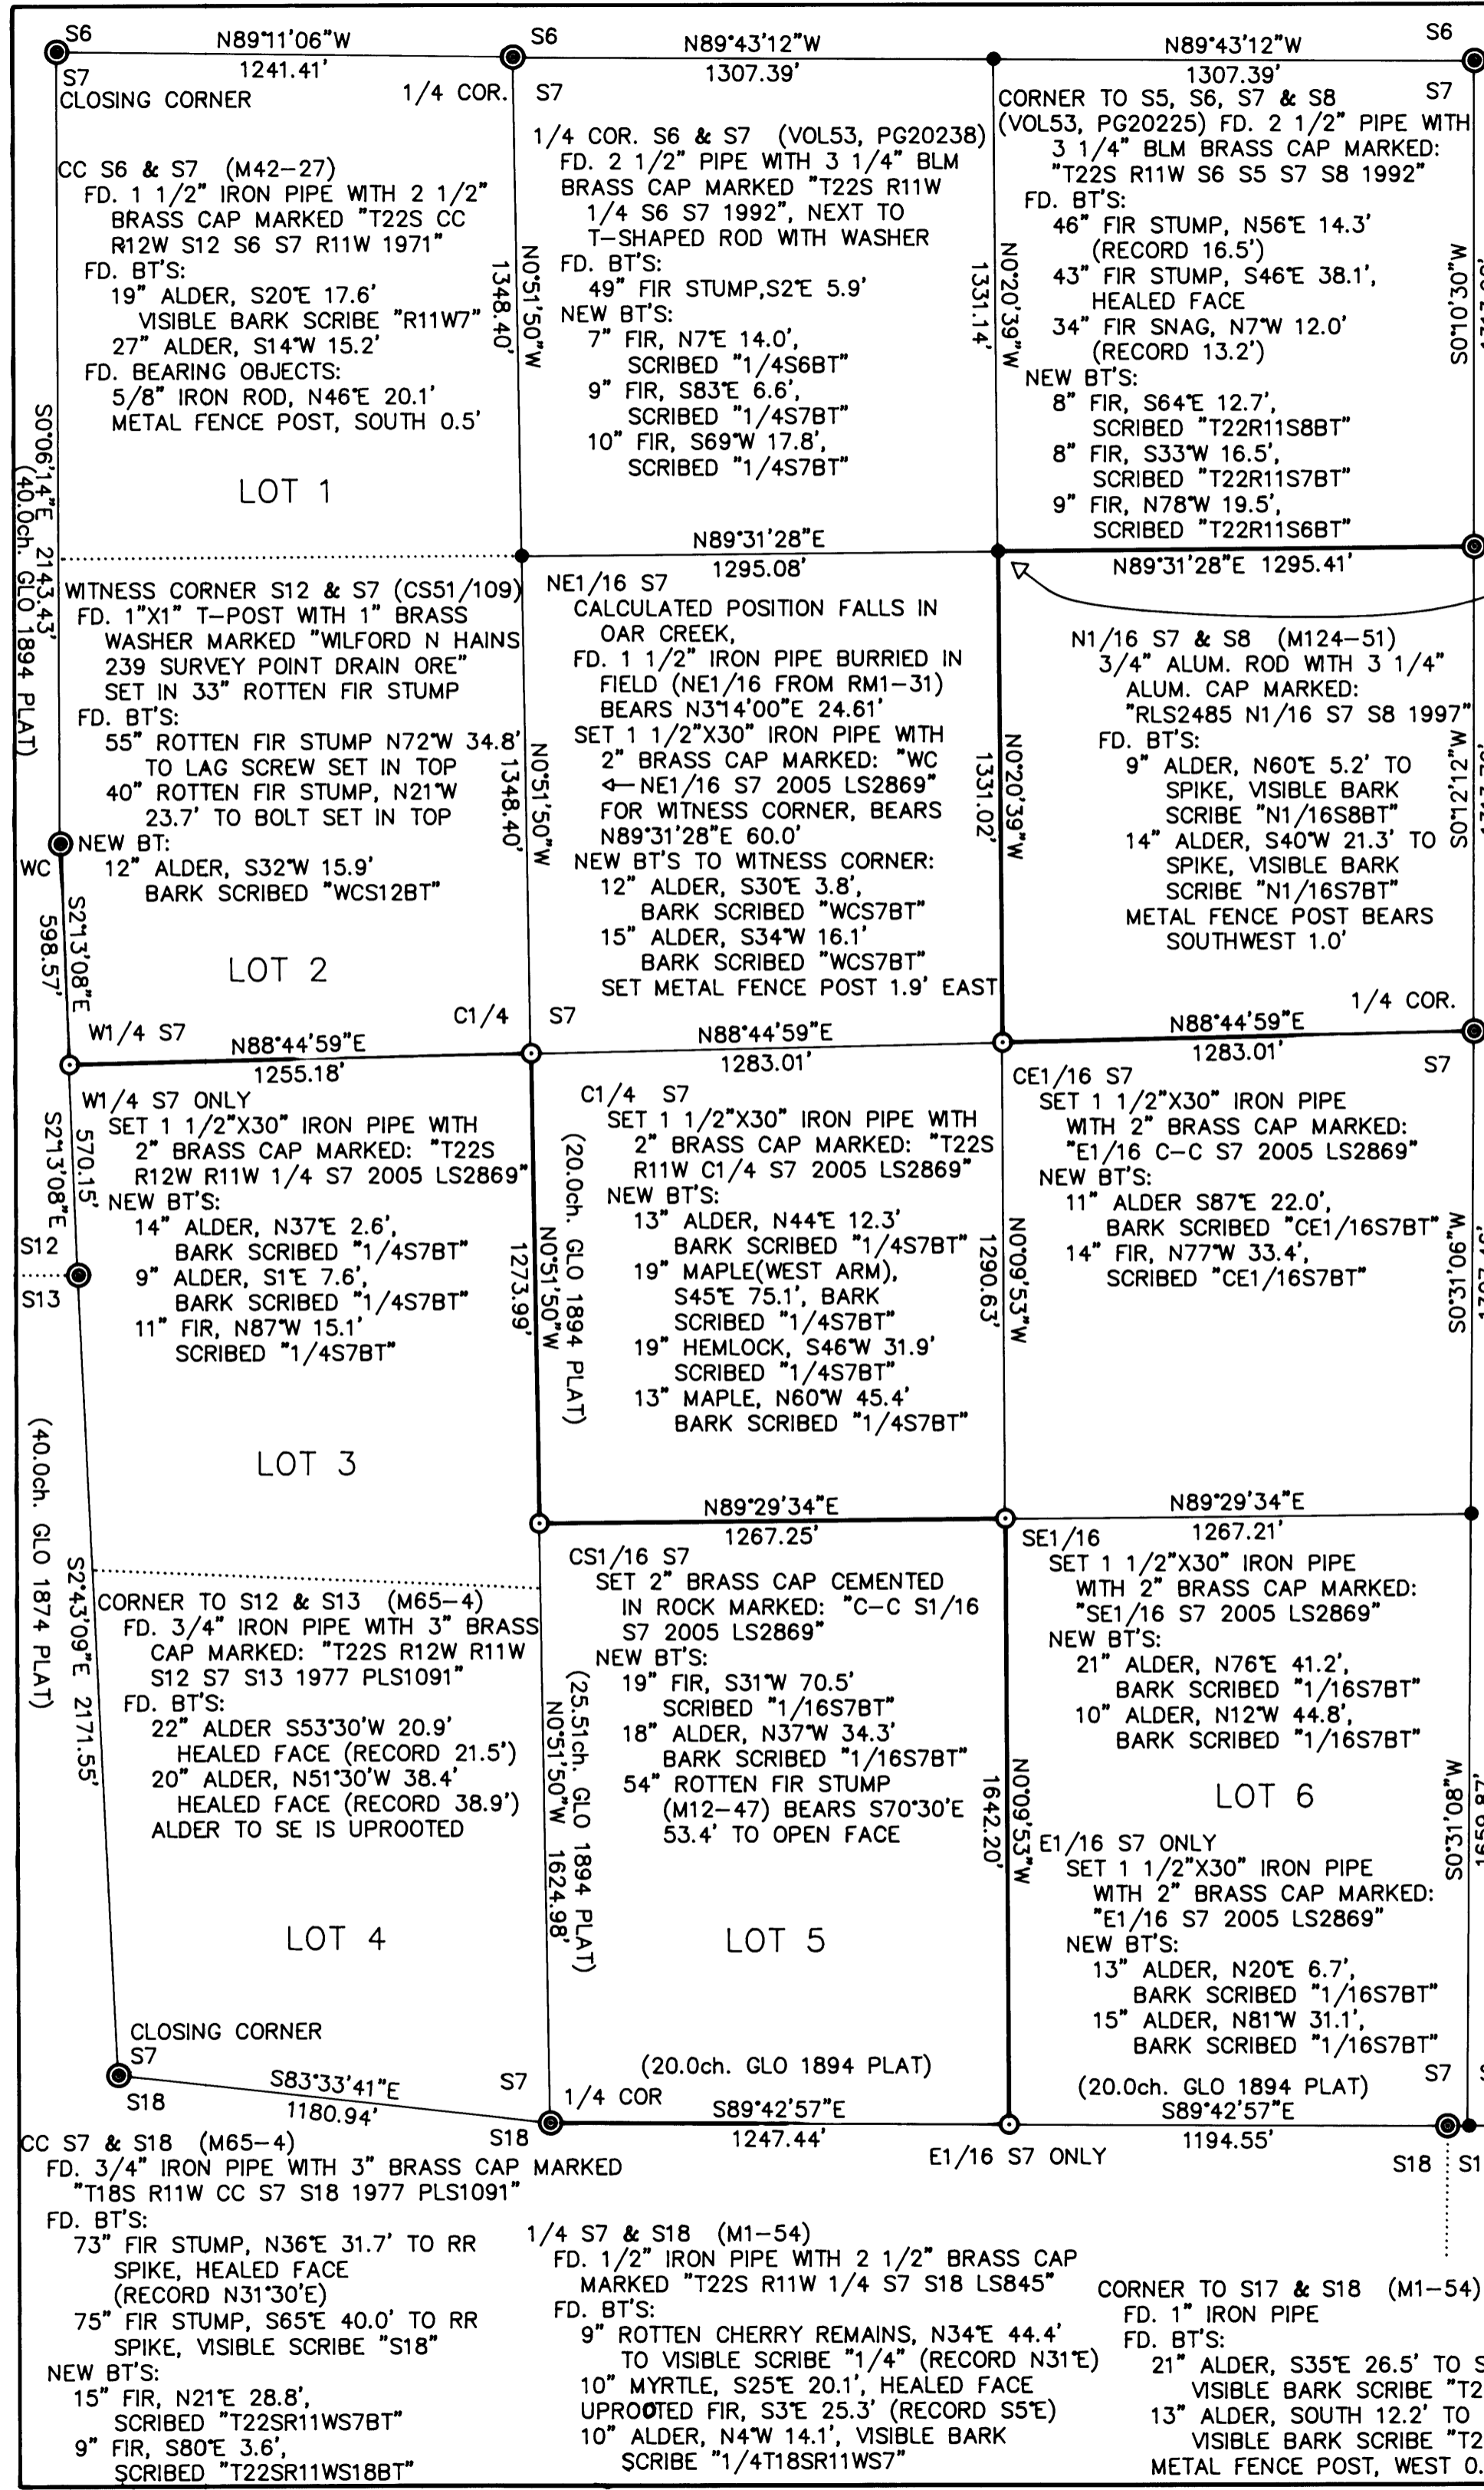 S6
N89°11'06"W
S6
N89°43'12"W
N89°43'12"W
S6
S7
1241.41'
1/4 COR.
S7
1307.39'
1307.39'
S7
CLOSING CORNER
CC S6 & S7 (M42-27)
FD. 1 1/2" IRON PIPE WITH 2 1/2"
BRASS CAP MARKED "T22S CC
R12W S12 S6 S7 R11W 1971"
FD. BT'S:
19" ALDER, S20°E 17.6'
VISIBLE BARK SCRIBE "R11W7"
27" ALDER, S14°W 15.2'
FD. BEARING OBJECTS:
5/8" IRON ROD, N46°E 20.1'
METAL FENCE POST, SOUTH 0.5'
LOT 1
S0°06'14"E 2143.43'
(40.0ch. GLO 1894 PLAT)
N0°51'50"W
1348.40'
1/4 COR. S6 & S7 (VOL53, PG20238)
FD. 2 1/2" PIPE WITH 3 1/4" BLM
BRASS CAP MARKED "T22S R11W
1/4 S6 S7 1992", NEXT TO
T-SHAPED ROD WITH WASHER
FD. BT'S:
49" FIR STUMP,S2°E 5.9'
NEW BT'S:
7" FIR, N7°E 14.0',
SCRIBED "1/4S6BT"
9" FIR, S83°E 6.6',
SCRIBED "1/4S7BT"
10" FIR, S69°W 17.8',
SCRIBED "1/4S7BT"
N0°20'39"W
1331.14'
CORNER TO S5, S6, S7 & S8
(VOL53, PG20225) FD. 2 1/2" PIPE WITH
3 1/4" BLM BRASS CAP MARKED:
"T22S R11W S6 S5 S7 S8 1992"
FD. BT'S:
46" FIR STUMP, N56°E 14.3'
(RECORD 16.5')
43" FIR STUMP, S46°E 38.1',
HEALED FACE
34" FIR SNAG, N7°W 12.0'
(RECORD 13.2')
NEW BT'S:
8" FIR, S64°E 12.7',
SCRIBED "T22R11S8BT"
8" FIR, S33°W 16.5',
SCRIBED "T22R11S7BT"
9" FIR, N78°W 19.5',
SCRIBED "T22R11S6BT"
S0°10'30"W
N89°31'28"E
1295.08'
N89°31'28"E 1295.41'
WITNESS CORNER S12 & S7 (CS51/109)
FD. 1"X1" T-POST WITH 1" BRASS
WASHER MARKED "WILFORD N HAINS
239 SURVEY POINT DRAIN ORE"
SET IN 33" ROTTEN FIR STUMP
FD. BT'S:
55" ROTTEN FIR STUMP N72°W 34.8'
TO LAG SCREW SET IN TOP
40" ROTTEN FIR STUMP, N21°W
23.7' TO BOLT SET IN TOP
NEW BT:
12" ALDER, S32°W 15.9'
BARK SCRIBED "WCS12BT"
WC
S2°13'08"E
598.57'
LOT 2
N0°51'50"W
1348.40'
NE1/16 S7
CALCULATED POSITION FALLS IN
OAR CREEK,
FD. 1 1/2" IRON PIPE BURRIED IN
FIELD (NE1/16 FROM RM1-31)
BEARS N3°14'00"E 24.61'
SET 1 1/2"X30" IRON PIPE WITH
2" BRASS CAP MARKED: "WC
←NE1/16 S7 2005 LS2869"
FOR WITNESS CORNER, BEARS
N89°31'28"E 60.0'
NEW BT'S TO WITNESS CORNER:
12" ALDER, S30°E 3.8',
BARK SCRIBED "WCS7BT"
15" ALDER, S34°W 16.1'
BARK SCRIBED "WCS7BT"
SET METAL FENCE POST 1.9' EAST
N0°20'39"W
1331.02'
N1/16 S7 & S8 (M124-51)
3/4" ALUM. ROD WITH 3 1/4"
ALUM. CAP MARKED:
"RLS2485 N1/16 S7 S8 1997"
FD. BT'S:
9" ALDER, N60°E 5.2' TO
SPIKE, VISIBLE BARK
SCRIBE "N1/16S8BT"
14" ALDER, S40°W 21.3' TO
SPIKE, VISIBLE BARK
SCRIBE "N1/16S7BT"
METAL FENCE POST BEARS
SOUTHWEST 1.0'
S0°12'12"W
W1/4 S7
N88°44'59"E
1255.18'
C1/4
S7
N88°44'59"E
1283.01'
1/4 COR.
N88°44'59"E
1283.01'
S7
W1/4 S7 ONLY
SET 1 1/2"X30" IRON PIPE WITH
2" BRASS CAP MARKED: "T22S
R12W R11W 1/4 S7 2005 LS2869"
NEW BT'S:
14" ALDER, N37°E 2.6',
BARK SCRIBED "1/4S7BT"
9" ALDER, S1°E 7.6',
BARK SCRIBED "1/4S7BT"
11" FIR, N87°W 15.1'
SCRIBED "1/4S7BT"
S2°13'08"E
570.15'
S12
S13
LOT 3
(40.0ch. GLO 1874 PLAT)
S2°43'09"E 2171.55'
(20.0ch. GLO 1894 PLAT)
N0°51'50"W
1273.99'
C1/4 S7
SET 1 1/2"X30" IRON PIPE WITH
2" BRASS CAP MARKED: "T22S
R11W C1/4 S7 2005 LS2869"
NEW BT'S:
13" ALDER, N44°E 12.3'
BARK SCRIBED "1/4S7BT"
19" MAPLE(WEST ARM),
S45°E 75.1', BARK
SCRIBED "1/4S7BT"
19" HEMLOCK, S46°W 31.9'
SCRIBED "1/4S7BT"
13" MAPLE, N60°W 45.4'
BARK SCRIBED "1/4S7BT"
N0°09'53"W
1290.63'
CE1/16 S7
SET 1 1/2"X30" IRON PIPE
WITH 2" BRASS CAP MARKED:
"E1/16 C-C S7 2005 LS2869"
NEW BT'S:
11" ALDER S87°E 22.0',
BARK SCRIBED "CE1/16S7BT"
14" FIR, N77°W 33.4',
SCRIBED "CE1/16S7BT"
S0°31'06"W
N89°29'34"E
1267.25'
N89°29'34"E
1267.21'
CORNER TO S12 & S13 (M65-4)
FD. 3/4" IRON PIPE WITH 3" BRASS
CAP MARKED: "T22S R12W R11W
S12 S7 S13 1977 PLS1091"
FD. BT'S:
22" ALDER S53°30'W 20.9'
HEALED FACE (RECORD 21.5')
20" ALDER, N51°30'W 38.4'
HEALED FACE (RECORD 38.9')
ALDER TO SE IS UPROOTED
LOT 4
(25.51ch. GLO 1894 PLAT)
N0°51'50"W 1624.98'
CS1/16 S7
SET 2" BRASS CAP CEMENTED
IN ROCK MARKED: "C-C S1/16
S7 2005 LS2869"
NEW BT'S:
19" FIR, S31°W 70.5'
SCRIBED "1/16S7BT"
18" ALDER, N37°W 34.3'
BARK SCRIBED "1/16S7BT"
54" ROTTEN FIR STUMP
(M12-47) BEARS S70°30'E
53.4' TO OPEN FACE
LOT 5
N0°09'53"W
1642.20'
SE1/16
SET 1 1/2"X30" IRON PIPE
WITH 2" BRASS CAP MARKED:
"SE1/16 S7 2005 LS2869"
NEW BT'S:
21" ALDER, N76°E 41.2',
BARK SCRIBED "1/16S7BT"
10" ALDER, N12°W 44.8',
BARK SCRIBED "1/16S7BT"
LOT 6
S0°31'08"W
E1/16 S7 ONLY
SET 1 1/2"X30" IRON PIPE
WITH 2" BRASS CAP MARKED:
"E1/16 S7 2005 LS2869"
NEW BT'S:
13" ALDER, N20°E 6.7',
BARK SCRIBED "1/16S7BT"
15" ALDER, N81°W 31.1',
BARK SCRIBED "1/16S7BT"
CLOSING CORNER
S7
S18
S83°33'41"E
1180.94'
S7
1/4 COR
S18
(20.0ch. GLO 1894 PLAT)
S89°42'57"E
1247.44'
E1/16 S7 ONLY
(20.0ch. GLO 1894 PLAT)
S89°42'57"E
1194.55'
S7
S18
CC S7 & S18 (M65-4)
FD. 3/4" IRON PIPE WITH 3" BRASS CAP MARKED
"T18S R11W CC S7 S18 1977 PLS1091"
FD. BT'S:
73" FIR STUMP, N36°E 31.7' TO RR
SPIKE, HEALED FACE
(RECORD N31°30'E)
75" FIR STUMP, S65°E 40.0' TO RR
SPIKE, VISIBLE SCRIBE "S18"
NEW BT'S:
15" FIR, N21°E 28.8',
SCRIBED "T22SR11WS7BT"
9" FIR, S80°E 3.6',
SCRIBED "T22SR11WS18BT"
1/4 S7 & S18 (M1-54)
FD. 1/2" IRON PIPE WITH 2 1/2" BRASS CAP
MARKED "T22S R11W 1/4 S7 S18 LS845"
FD. BT'S:
9" ROTTEN CHERRY REMAINS, N34°E 44.4'
TO VISIBLE SCRIBE "1/4" (RECORD N31°E)
10" MYRTLE, S25°E 20.1', HEALED FACE
UPROOTED FIR, S3°E 25.3' (RECORD S5°E)
10" ALDER, N4°W 14.1', VISIBLE BARK
SCRIBE "1/4T18SR11WS7"
CORNER TO S17 & S18 (M1-54)
FD. 1" IRON PIPE
FD. BT'S:
21" ALDER, S35°E 26.5' TO
VISIBLE BARK SCRIBE
13" ALDER, SOUTH 12.2' TO
VISIBLE BARK SCRIBE
METAL FENCE POST, WEST